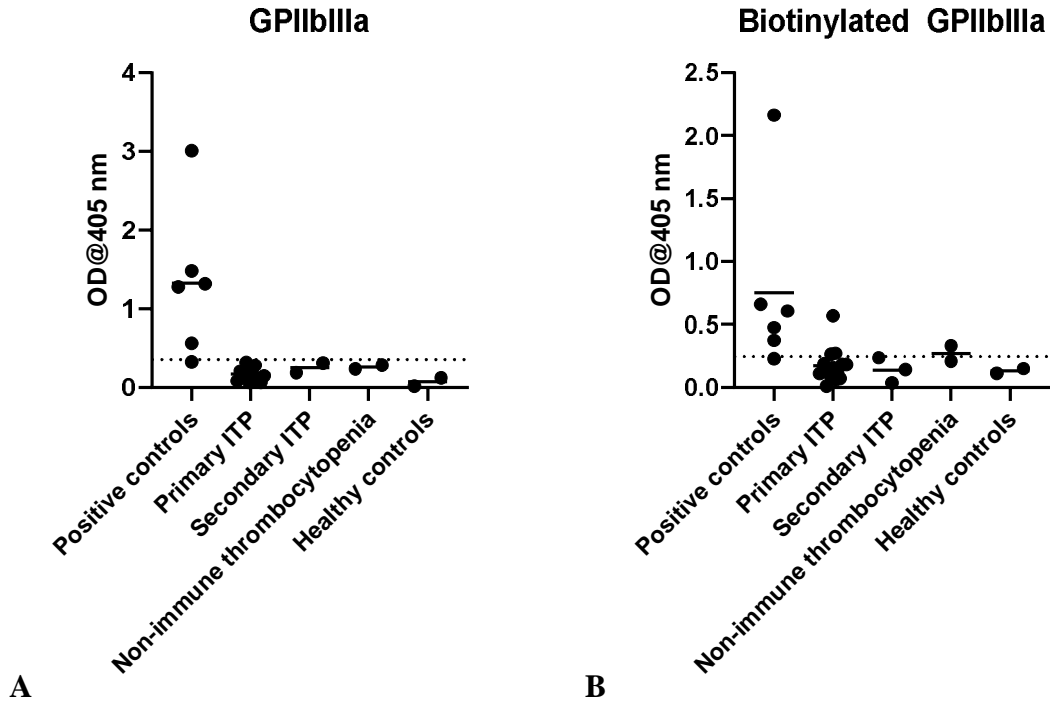 GPIIbIIIa
4
3
2
1
0
OD@405 nm
Positive controls
Primary ITP
Secondary ITP
Non-immune thrombocytopenia
Healthy controls
A
Biotinylated GPIIbIIIa
2.5
2.0
1.5
1.0
0.5
0.0
OD@405 nm
Positive controls
Primary ITP
Secondary ITP
Non-immune thrombocytopenia
Healthy controls
B